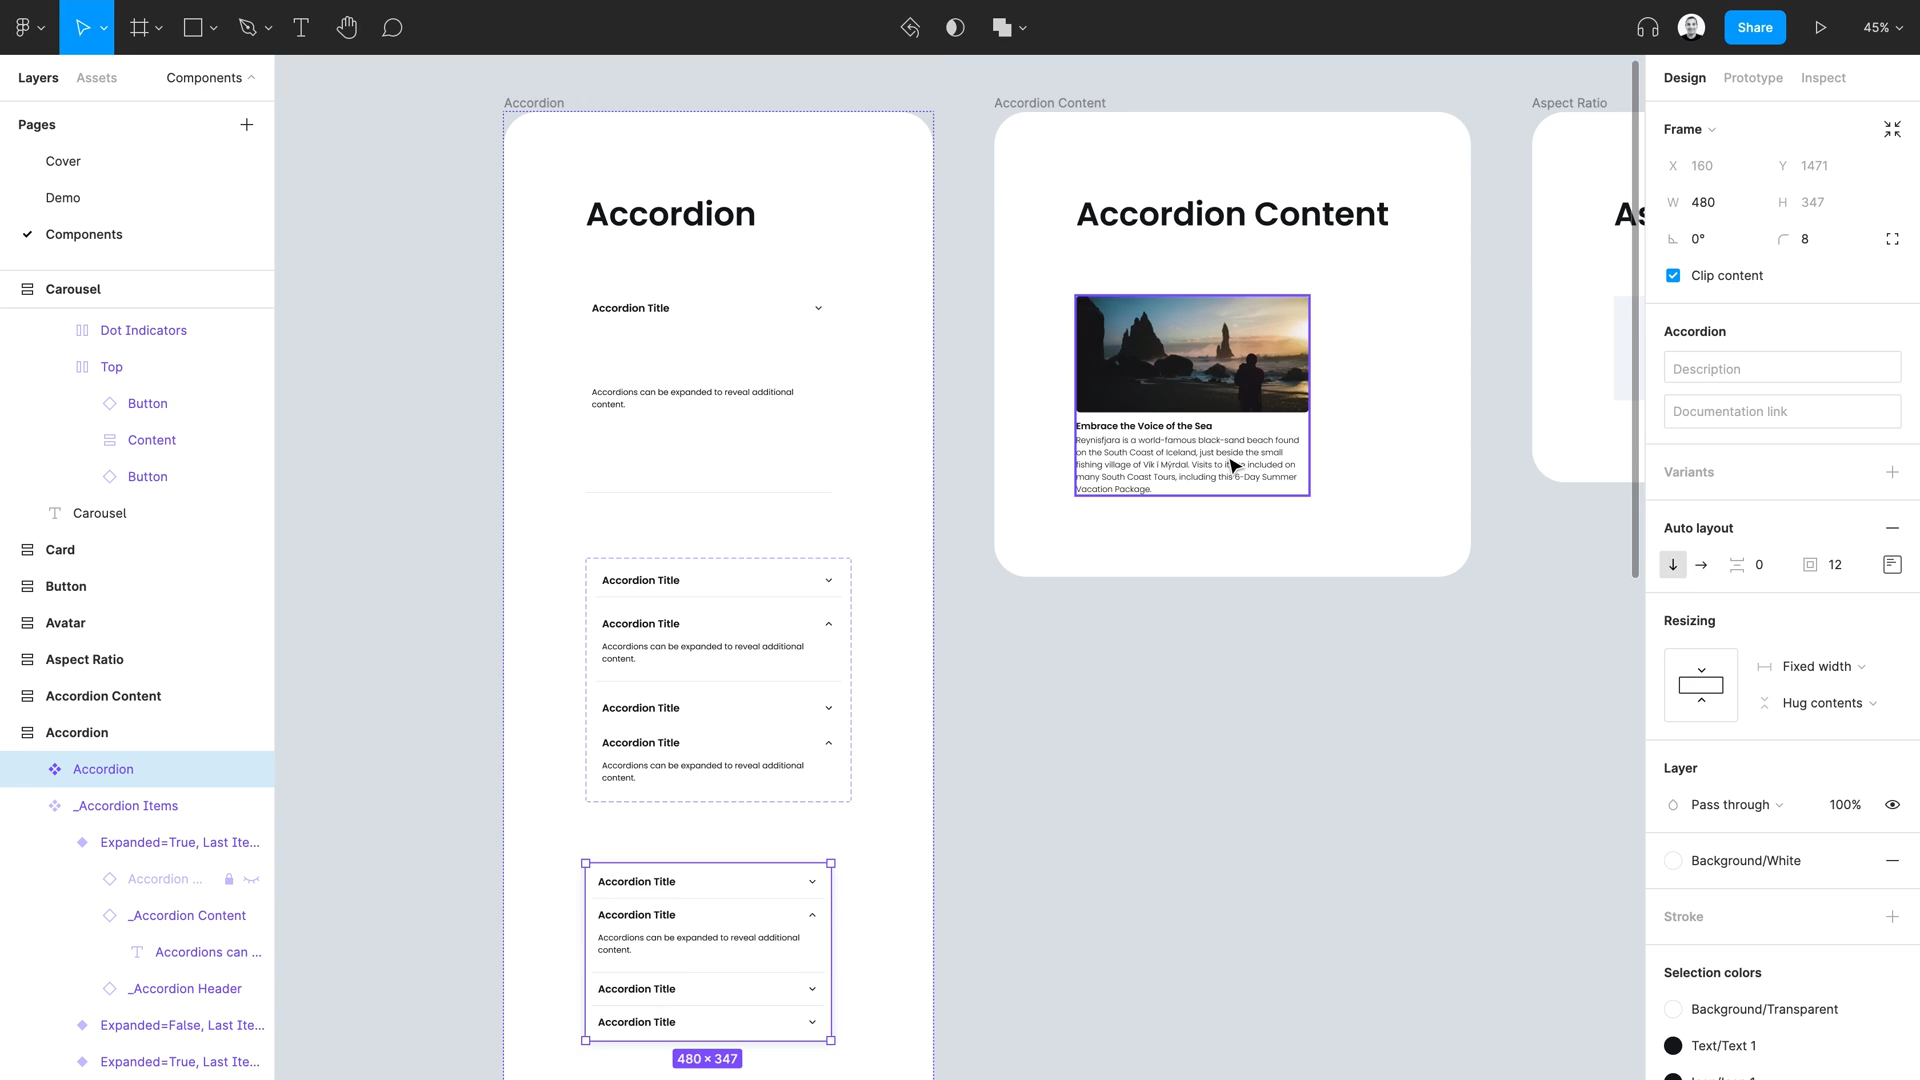 Share
45%
Layers
Assets
Components
Pages
Cover
Demo
Components
Carousel
Dot Indicators
Top
Button
Content
Button
Carousel
Card
Button
Avatar
Aspect Ratio
Accordion Content
Accordion
Accordion
_Accordion Items
Expanded=True, Last Ite...
Accordion ...
_Accordion Content
Accordions can ...
_Accordion Header
Expanded=False, Last Ite...
Expanded=True, Last Ite...
Accordion
Accordion
Accordion Title
Accordions can be expanded to reveal additional
content.
Accordion Title
Accordion Title
Accordions can be expanded to reveal additional
content.
Accordion Title
Accordion Title
Accordions can be expanded to reveal additional
content.
Accordion Title
Accordion Title
Accordions can be expanded to reveal additional
content.
Accordion Title
Accordion Title
480 × 347
Accordion Content
Accordion Content
Embrace the Voice of the Sea
Reynisfjara is a world-famous black-sand beach found
on the South Coast of Iceland, just beside the small
fishing village of Vík í Mýrdal. Visits to included on
many South Coast Tours, including this 6-Day Summer
Vacation Package.
Aspect Ratio
As
Design
Prototype
Inspect
Frame
X 160
Y 1471
W 480
H 347
0°
8
Clip content
Accordion
Description
Documentation link
Variants
Auto layout
0
12
Resizing
Fixed width
Hug contents
Layer
Pass through
100%
Background/White
Stroke
Selection colors
Background/Transparent
Text/Text 1